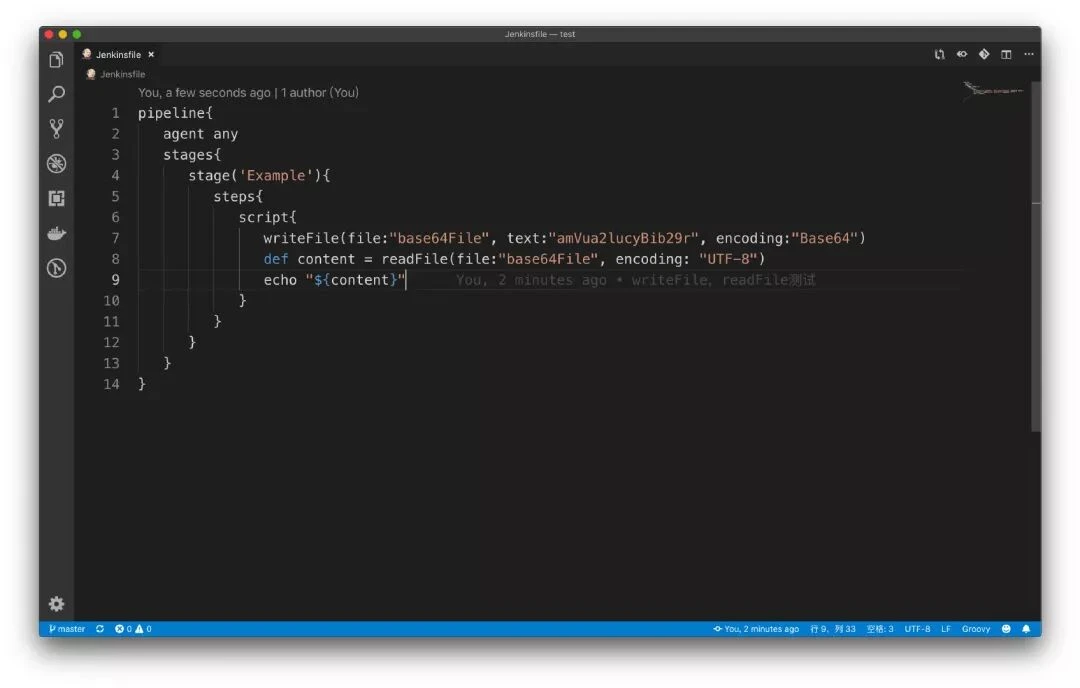 Jenkinsfile — test
Jenkinsfile
Jenkinsfile
You, a few seconds ago | 1 author (You)
1 pipeline{
2 agent any
3 stages{
4 stage('Example'){
5 steps{
6 script{
7 writeFile(file:"base64File", text:"amVua2lucyBib29r", encoding:"Base64")
8 def content = readFile(file:"base64File", encoding: "UTF-8")
9 echo "${content}" You, 2 minutes ago • writeFile、readFile测试
10 }
11 }
12 }
13 }
14 }
master 0 0 You, 2 minutes ago 行 9，列 33 空格: 3 UTF-8 LF Groovy